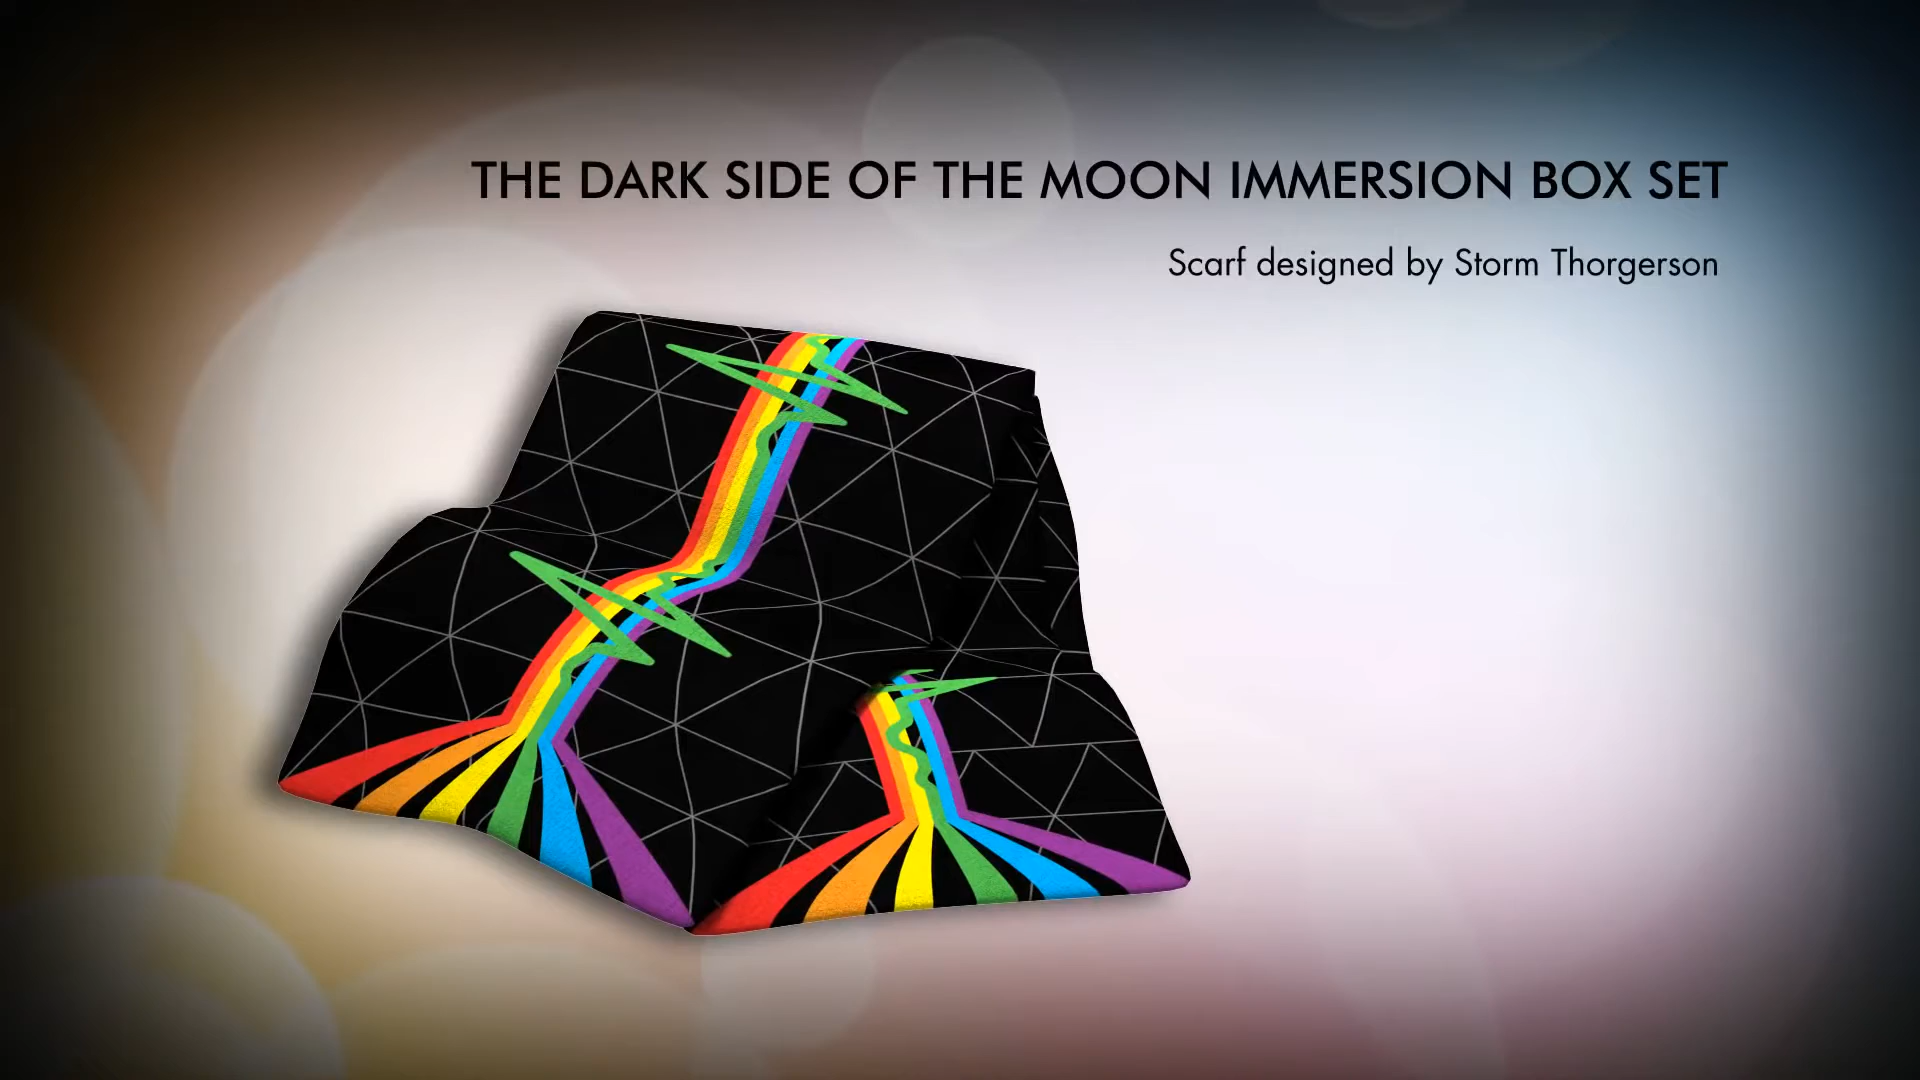 THE DARK SIDE OF THE MOON IMMERSION BOX SET
Scarf designed by Storm Thorgerson